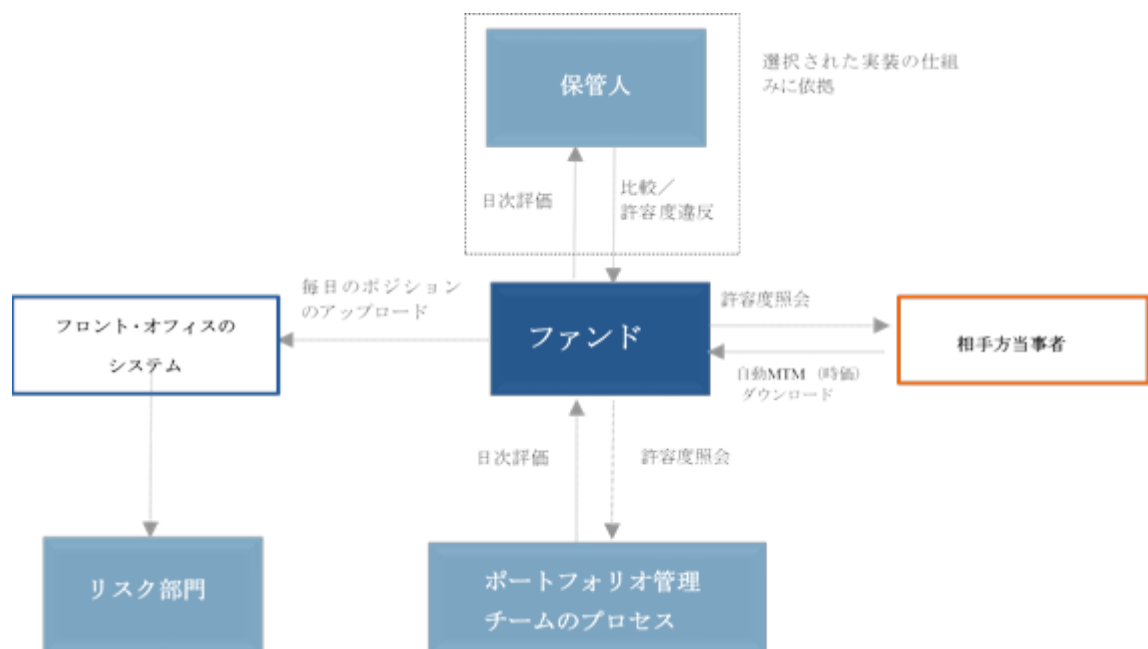 保管人
選択された実装の仕組
みに依拠
日次評価
比較／
許容度違反
毎日のポジション
のアップロード
許容度照会
フロント・オフィスの
システム
ファンド
相手方当事者
自動MTM（時価）
ダウンロード
日次評価
許容度照会
リスク部門
ポートフォリオ管理
チームのプロセス